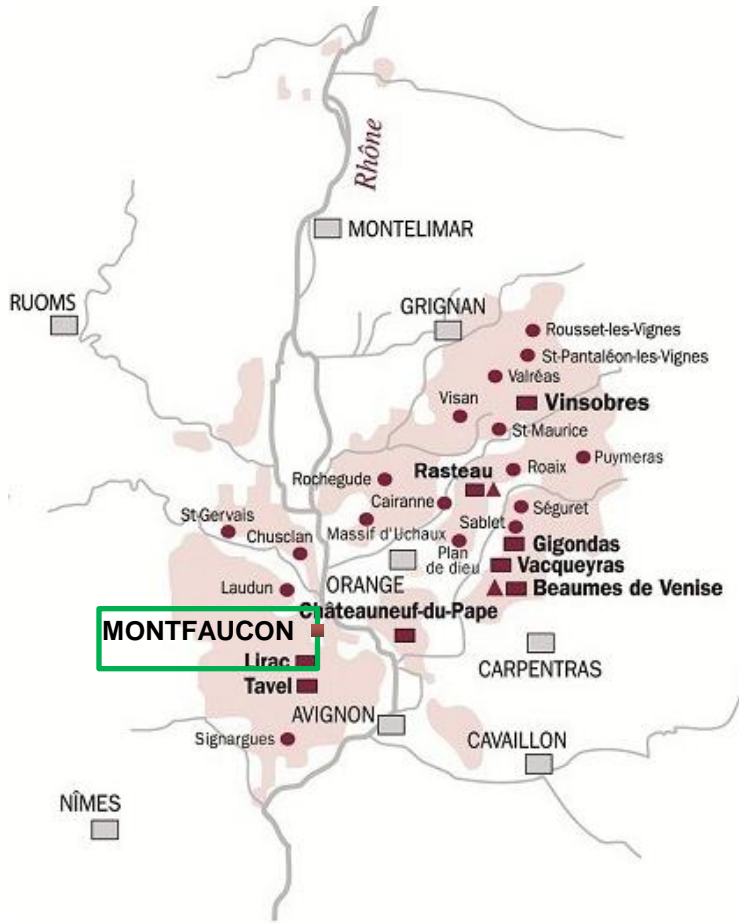 Rhône
MONTELIMAR
RUOMS
GRIGNAN
Rousset-les-Vignes
St-Pantaléon-les-Vignes
Valréas
Visan
Vinsobres
St-Maurice
Puymeras
Rasteau
Roaix
Rochegude
Cairanne
Séguret
St-Gervais
Sablet
Massif d'Uchaux
Chusclan
Plan
de dieu
Gigondas
Vacqueyras
Laudun
ORANGE
Beaumes de Venise
Châteauneuf-du-Pape
MONTFAUCON
Lirac
CARPENTRAS
Tavel
AVIGNON
Signargues
CAVAILLON
NÎMES